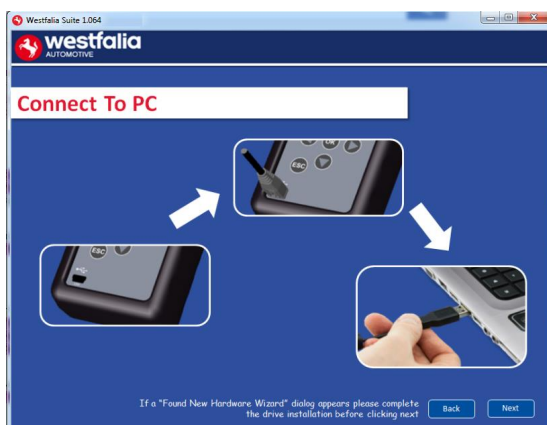 Westfalia Suite 1.064
westfalia
AUTOMOTIVE
Connect To PC
OK
ESC
ESC
If a "Found New Hardware Wizard" dialog appears please complete
the drive installation before clicking next
Back
Next